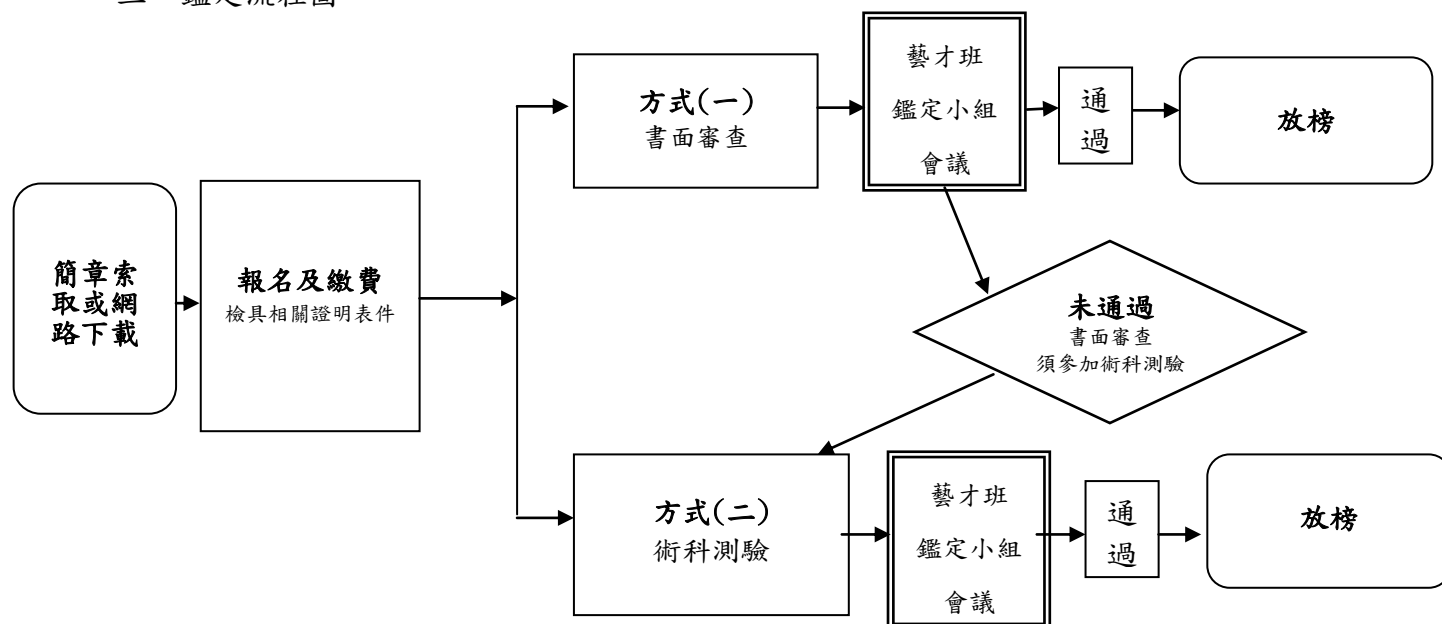 鑑定流程圖
簡章索
取或網
路下載
報名及繳費
檢具相關證明表件
方式(一)
書面審查
藝才班
鑑定小組
會議
通
過
放榜
未通過
書面審查
須參加術科測驗
方式(二)
術科測驗
藝才班
鑑定小組
會議
通
過
放榜